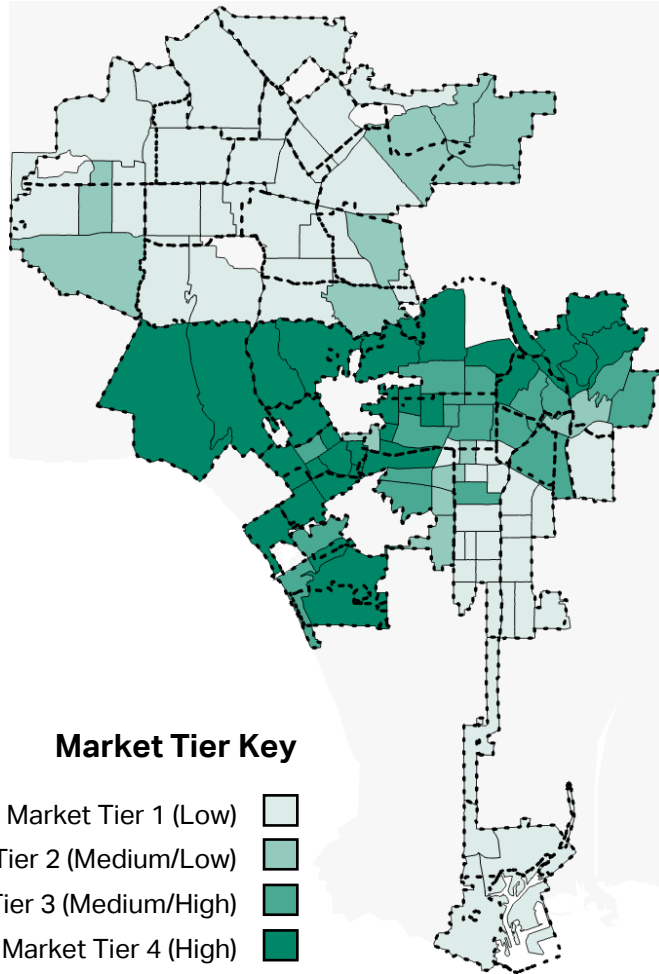 Market Tier Key
Market Tier 1 (Low)
Tier 2 (Medium/Low)
Tier 3 (Medium/High)
Market Tier 4 (High)